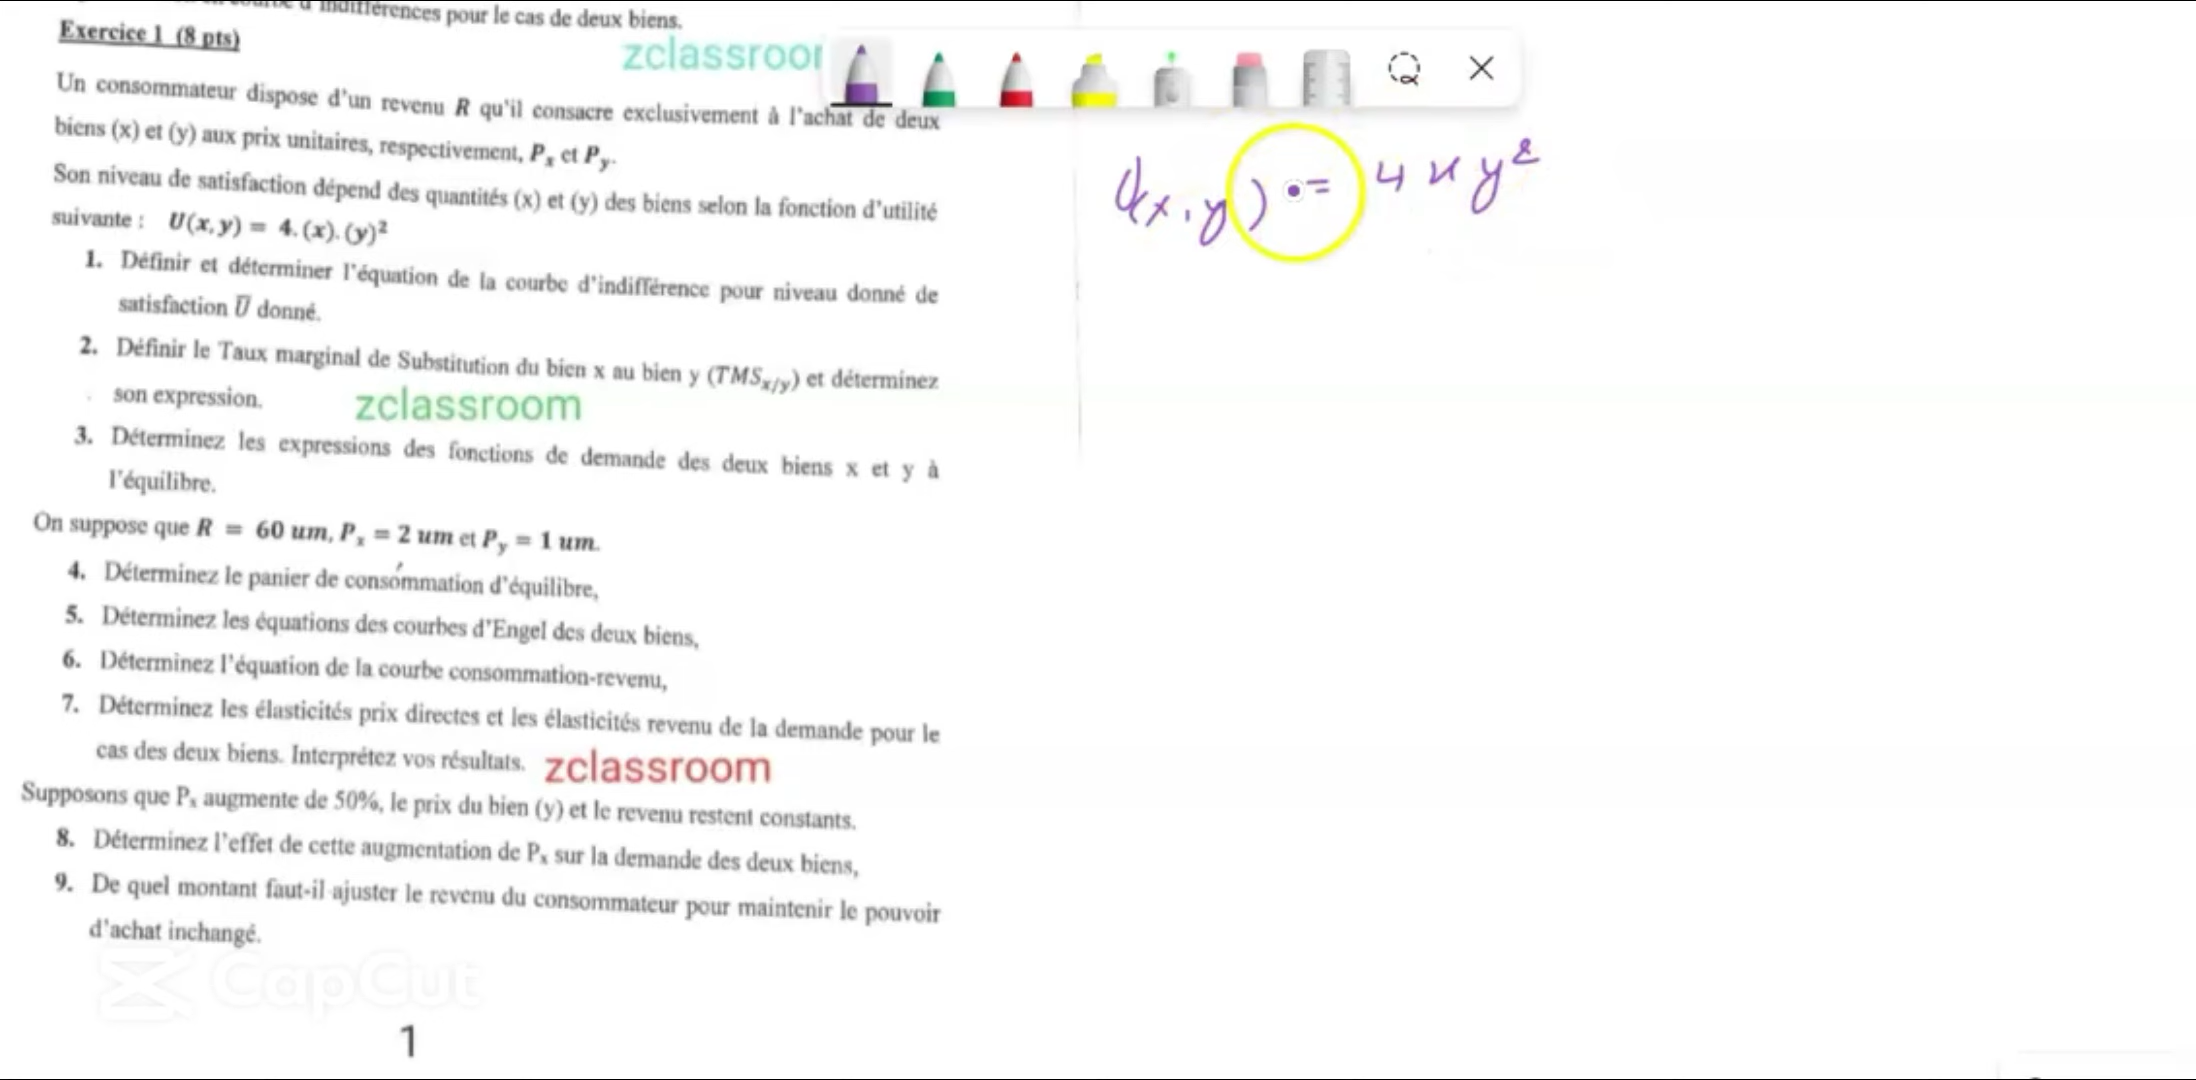 indifférences pour le cas de deux biens.
Exercice 1 (8 pts)
zclassroor
Un consommateur dispose d'un revenu R qu'il consacre exclusivement à l'achat de deux
biens (x) et (y) aux prix unitaires, respectivement, Px et Py.
Son niveau de satisfaction dépend des quantités (x) et (y) des biens selon la fonction d'utilité
suivante : U(x, y) = 4. (x). (y)²
1. Définir et déterminer l'équation de la courbe d'indifférence pour niveau donné de
satisfaction Ū donné.
2. Définir le Taux marginal de Substitution du bien x au bien y (TMSx/y) et déterminez
son expression.
zclassroom
3. Déterminez les expressions des fonctions de demande des deux biens x et y à
l'équilibre.
On suppose que R = 60 um, Px = 2 um et Py = 1 um.
4. Déterminez le panier de consommation d'équilibre,
5. Déterminez les équations des courbes d'Engel des deux biens,
6. Déterminez l'équation de la courbe consommation-revenu,
7. Déterminez les élasticités prix directes et les élasticités revenu de la demande pour le
cas des deux biens. Interprétez vos résultats.
zclassroom
Supposons que Px augmente de 50%, le prix du bien (y) et le revenu restent constants.
8. Déterminez l'effet de cette augmentation de Px sur la demande des deux biens,
9. De quel montant faut-il ajuster le revenu du consommateur pour maintenir le pouvoir
d'achat inchangé.
CapCut
1
U(x,y) = 4xy²